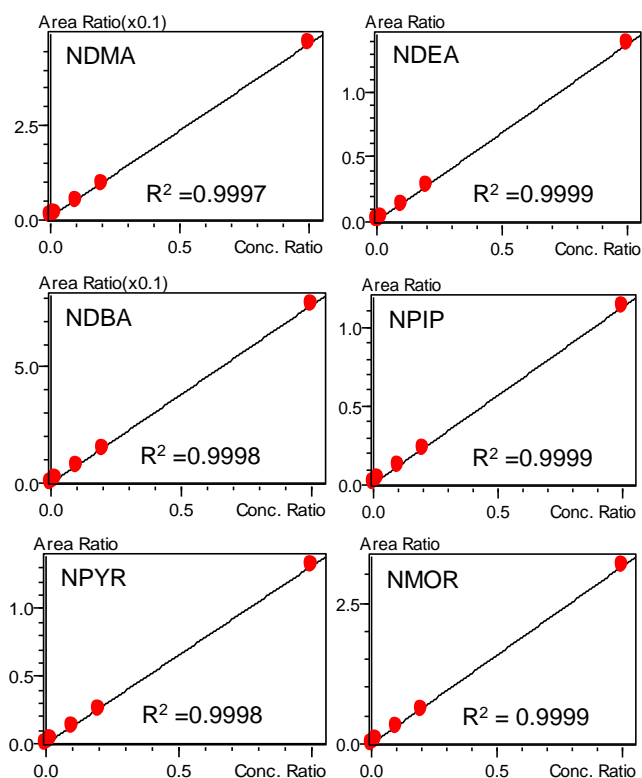 Area Ratio(x0.1)
NDMA
2.5
R² =0.9997
0.0
0.0 0.5 Conc. Ratio
Area Ratio
NDEA
1.0
0.5
R² =0.9999
0.0
0.0 0.5 Conc. Ratio
Area Ratio(x0.1)
NDBA
5.0
R² =0.9998
0.0
0.0 0.5 Conc. Ratio
Area Ratio
NPIP
1.0
0.5
R² =0.9999
0.0
0.0 0.5 Conc. Ratio
Area Ratio
NPYR
1.0
0.5
R² =0.9998
0.0
0.0 0.5 Conc. Ratio
Area Ratio
NMOR
2.5
R² = 0.9999
0.0
0.0 0.5 Conc. Ratio